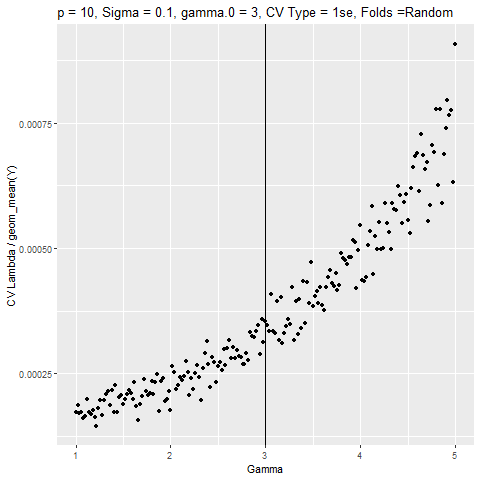 p = 10, Sigma = 0.1, gamma.0 = 3, CV Type = 1se, Folds =Random
CV Lambda / geom_mean(Y)
0.00075
0.00050
0.00025
1 2 3 4 5
Gamma